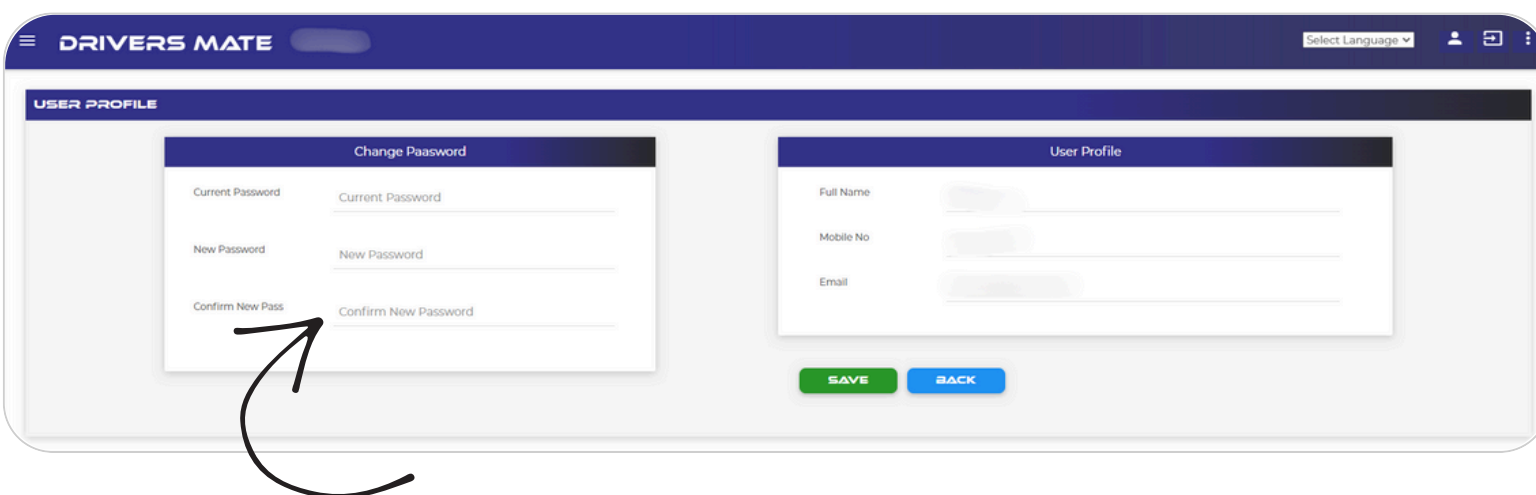 DRIVERS MATE
Select Language
USER PROFILE
Change Paasword
Current Password
Current Password
New Password
New Password
Confirm New Pass
Confirm New Password
User Profile
Full Name
Mobile No
Email
SAVE
BACK